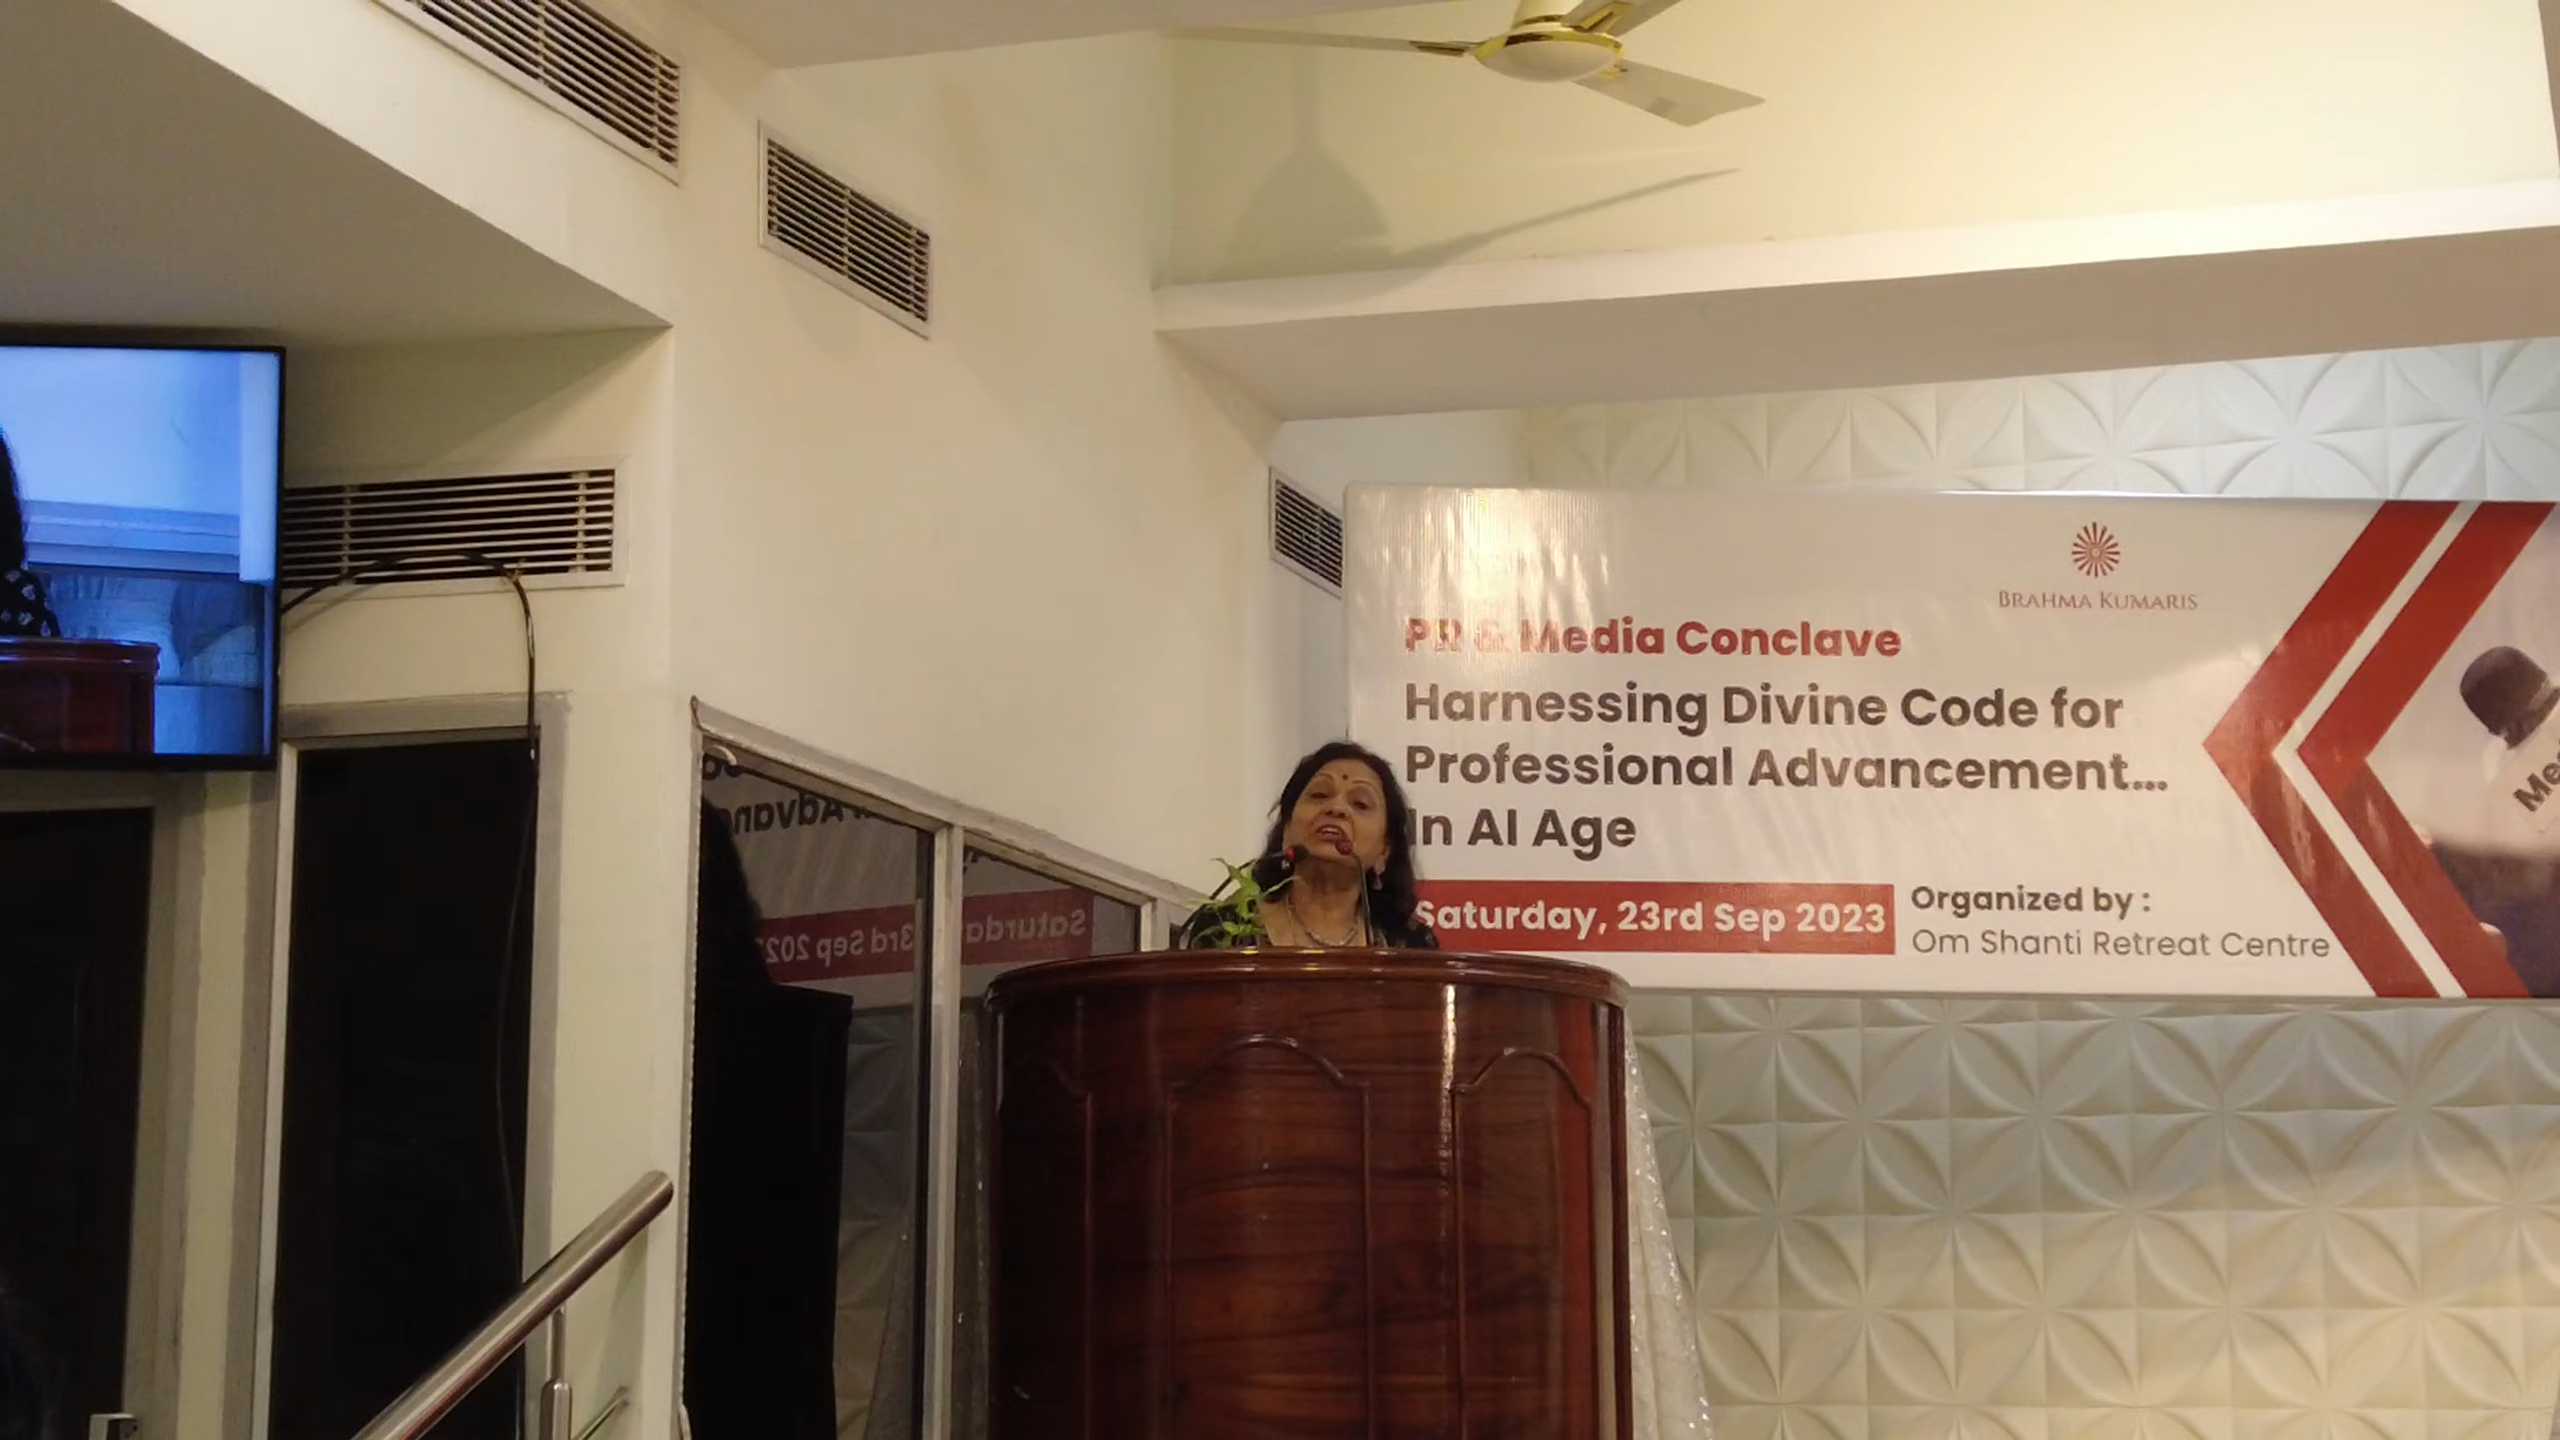 BRAHMA KUMARIS
PR & Media Conclave
Harnessing Divine Code for
Professional Advancement...
In AI Age
Saturday, 23rd Sep 2023
Organized by :
Om Shanti Retreat Centre